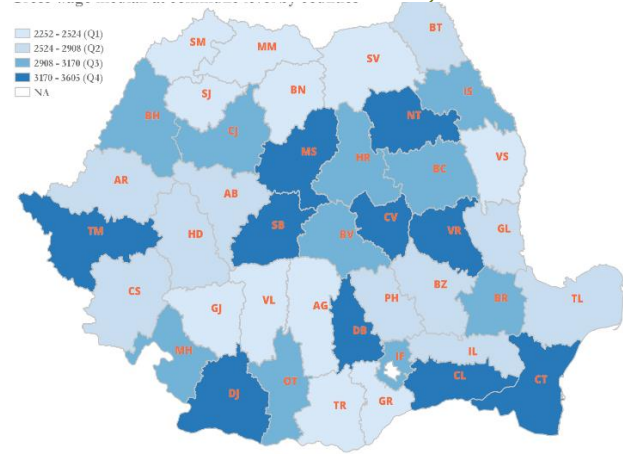 2252 - 2524 (Q1)
2524 - 2908 (Q2)
2908 - 3170 (Q3)
3170 - 3605 (Q4)
NA
BT
SM
MM
SV
IS
SJ
BN
BH
CJ
NT
MS
HR
BC
VS
AR
AB
TM
HD
SB
BV
CV
VR
GL
CS
GJ
VL
AG
PH
BZ
BR
TL
DB
MH
IF
IL
DJ
OT
CL
CT
TR
GR